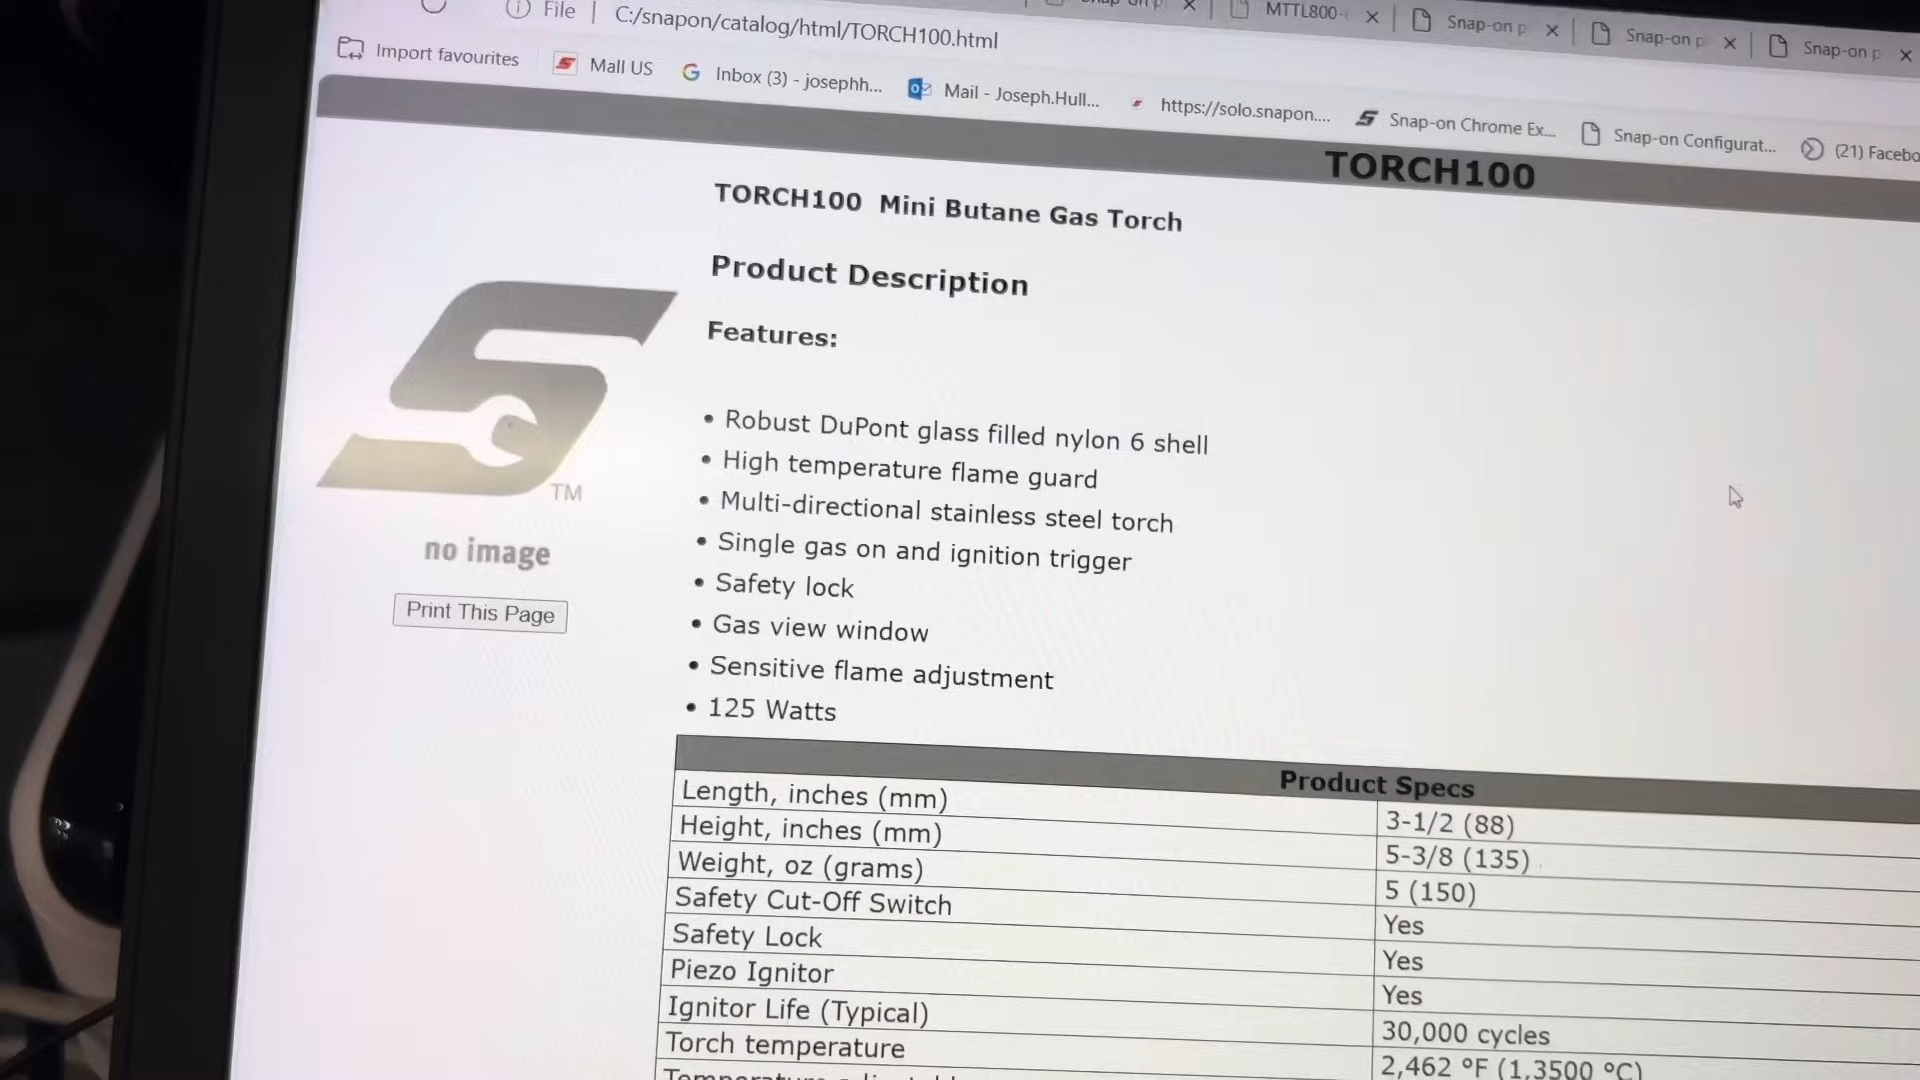 Snap-on p
MTTL800-
Snap-on p
Snap-on p
Snap-on p
File
C:/snapon/catalog/html/TORCH100.html
Import favourites
Mall US
Inbox (3) - josephh...
Mail - Joseph.Hull...
https://solo.snapon....
Snap-on Chrome Ex...
Snap-on Configurat...
(21) Facebo
TORCH100
TORCH100 Mini Butane Gas Torch
Product Description
Features:
• Robust DuPont glass filled nylon 6 shell
• High temperature flame guard
• Multi-directional stainless steel torch
• Single gas on and ignition trigger
• Safety lock
• Gas view window
• Sensitive flame adjustment
• 125 Watts
TM
no image
Print This Page
Product Specs
Length, inches (mm) 3-1/2 (88)
Height, inches (mm) 5-3/8 (135)
Weight, oz (grams) 5 (150)
Safety Cut-Off Switch Yes
Safety Lock Yes
Piezo Ignitor Yes
Ignitor Life (Typical) 30,000 cycles
Torch temperature 2,462 °F (1,3500 °C)